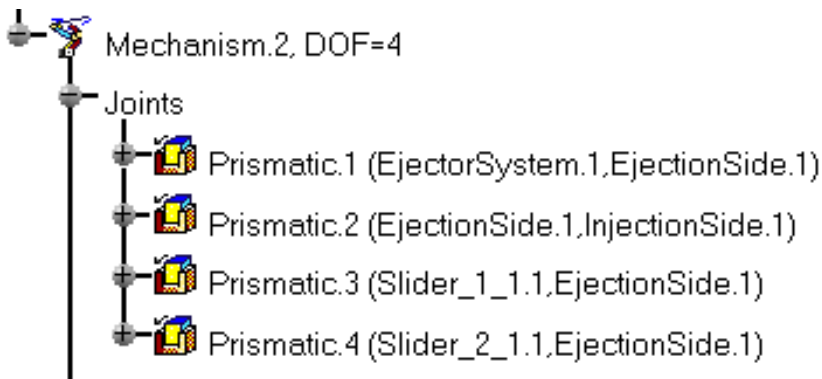 Mechanism.2, DOF=4
Joints
Prismatic.1 (EjectorSystem.1,EjectionSide.1)
Prismatic.2 (EjectionSide.1,InjectionSide.1)
Prismatic.3 (Slider_1_1.1,EjectionSide.1)
Prismatic.4 (Slider_2_1.1,EjectionSide.1)